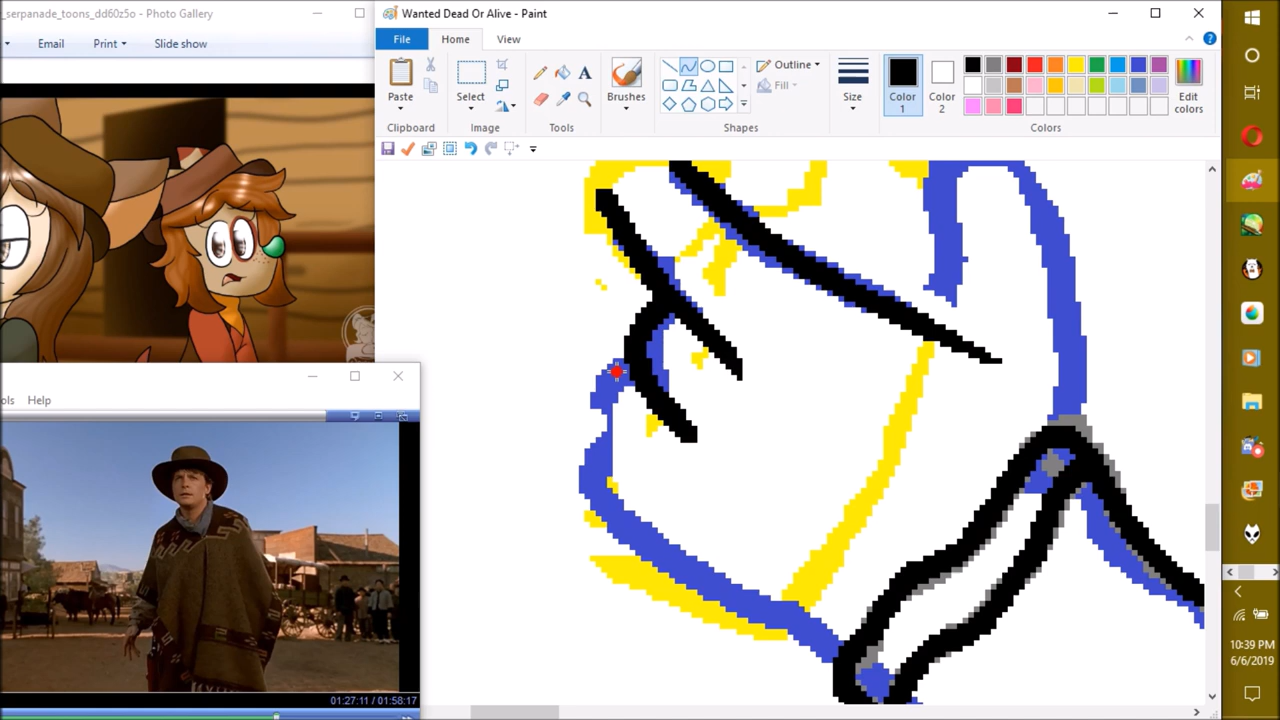 _serpanade_toons_dd60z5o - Photo Gallery
Email Print Slide show
Wanted Dead Or Alive - Paint
File Home View
Paste
Select
Brushes
Outline
Fill
Size
Color 1
Color 2
Edit colors
Clipboard Image Tools Shapes Colors
ols Help
01:27:11 / 01:58:17
10:39 PM
6/6/2019